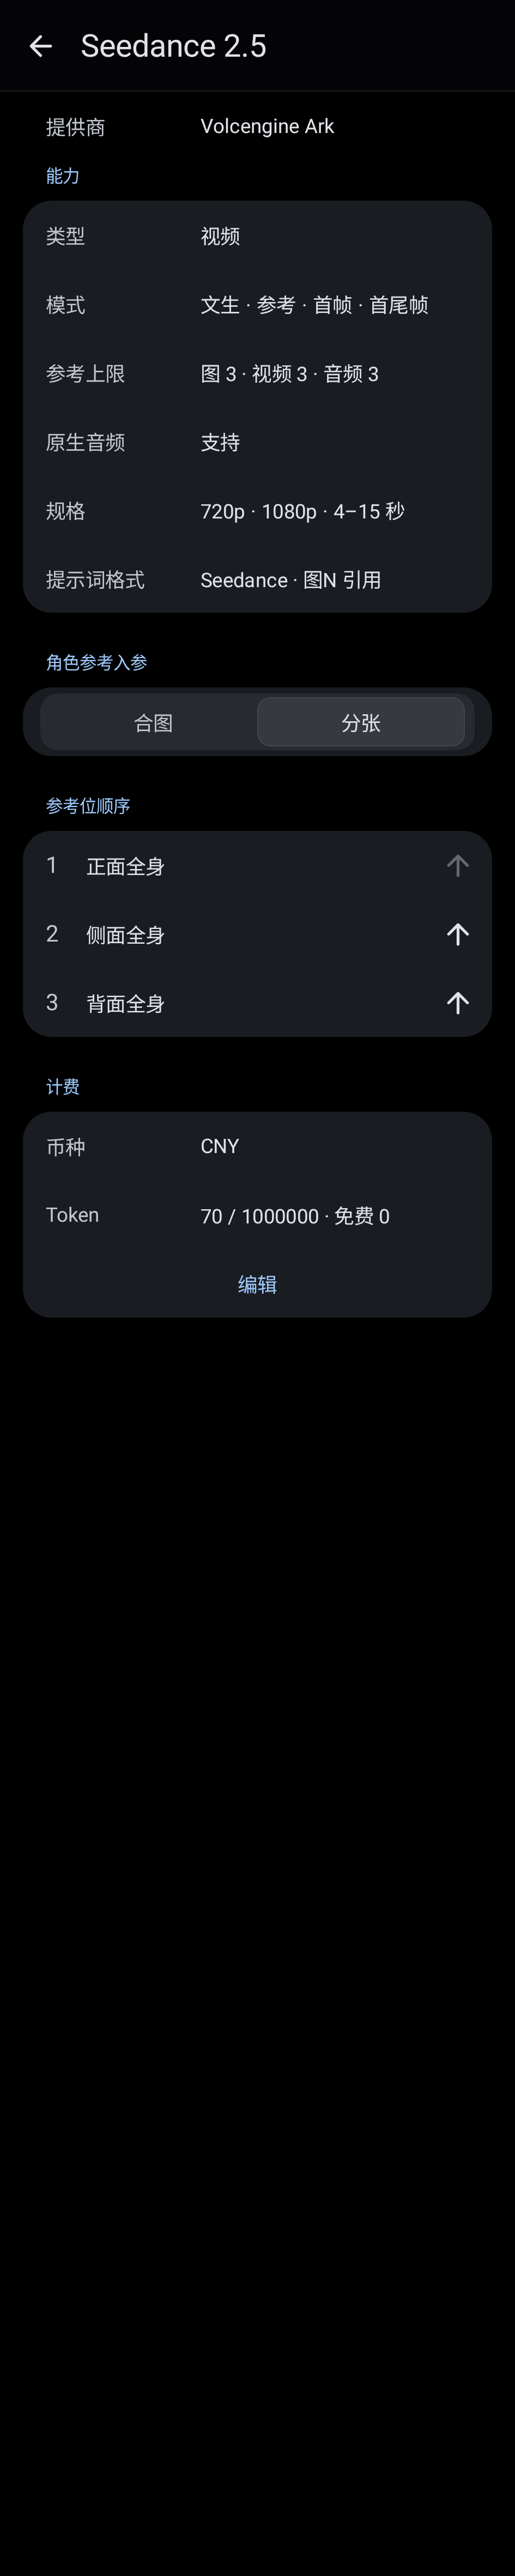 Seedance 2.5
提供商 Volcengine Ark
能力
类型 视频
模式 文生 · 参考 · 首帧 · 首尾帧
参考上限 图 3 · 视频 3 · 音频 3
原生音频 支持
规格 720p · 1080p · 4–15 秒
提示词格式 Seedance · 图N 引用
角色参考入参
合图 分张
参考位顺序
1 正面全身
2 侧面全身
3 背面全身
计费
币种 CNY
Token 70 / 1000000 · 免费 0
编辑